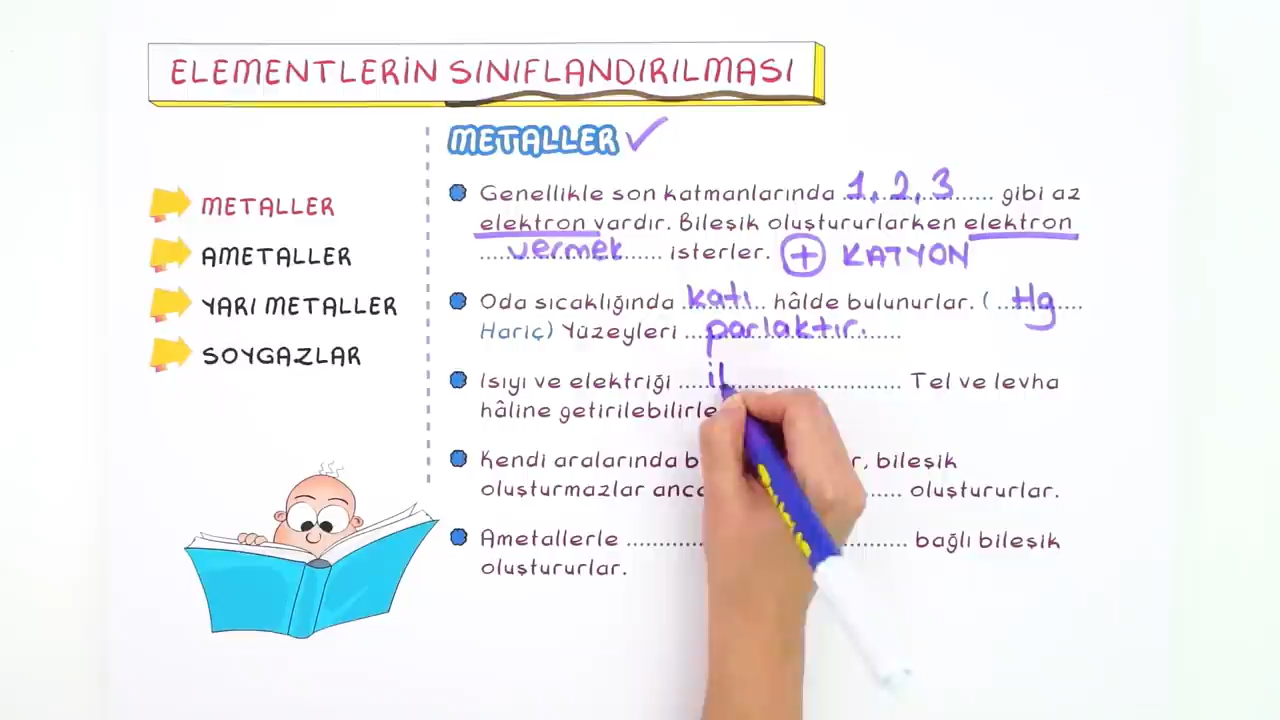 ELEMENTLERİN SINIFLANDIRILMASI
METALLER
AMETALLER
YARI METALLER
SOYGAZLAR
METALLER ✓
Genellikle son katmanlarında 1, 2, 3 gibi az
elektron vardır. Bileşik oluştururlarken elektron
vermek isterler. + KATYON
Oda sıcaklığında katı hâlde bulunurlar. ( Hg
Hariç) Yüzeyleri parlaktır.
Isıyı ve elektriği il Tel ve levha
hâline getirilebilirle
Kendi aralarında b r, bileşik
oluşturmazlar anca oluştururlar.
Ametallerle bağlı bileşik
oluştururlar.